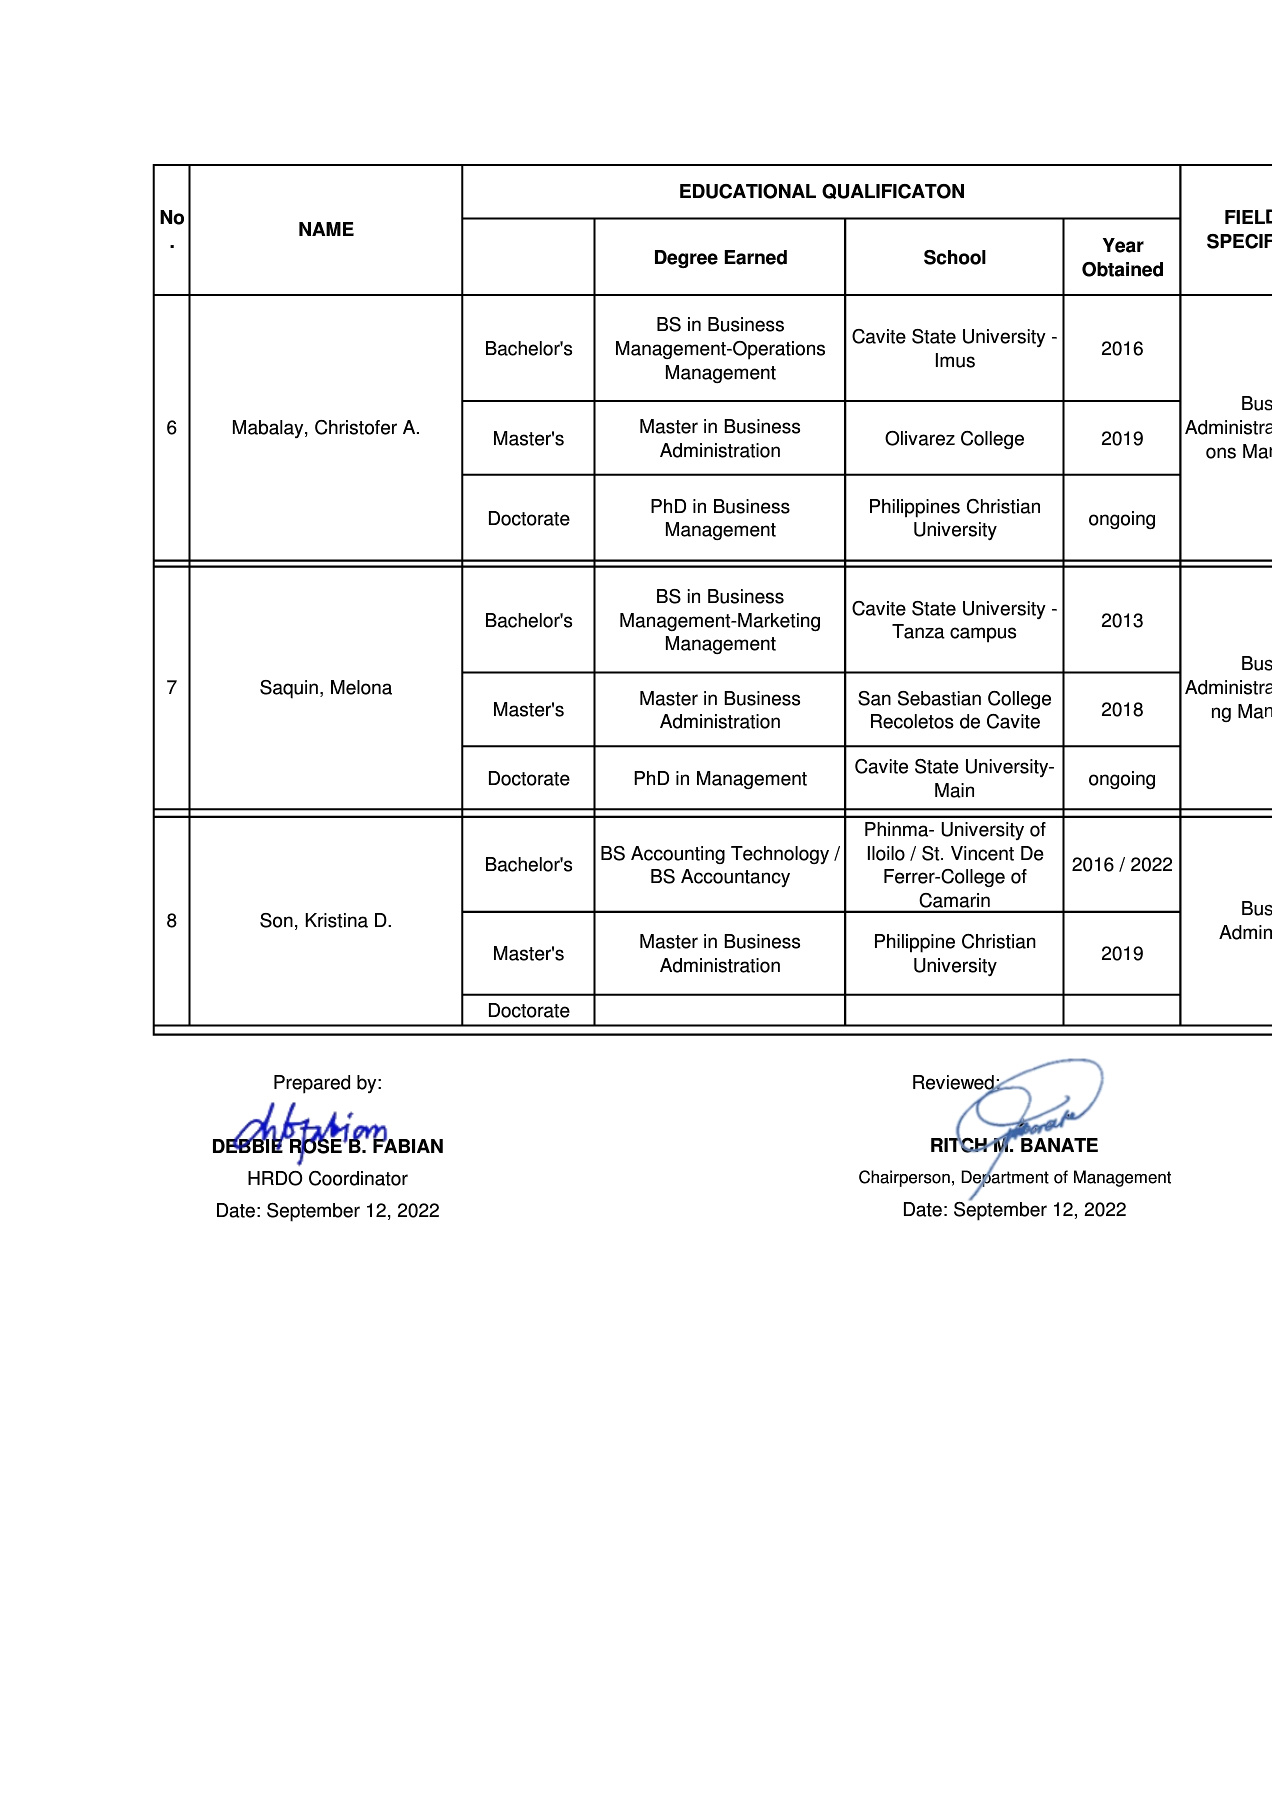 EDUCATIONAL QUALIFICATON
No
.
NAME
Degree Earned
School
Year
Obtained
FIELD
SPECIF
6
Mabalay, Christofer A.
Bachelor's
BS in Business
Management-Operations
Management
Cavite State University -
Imus
2016
Master's
Master in Business
Administration
Olivarez College
2019
Doctorate
PhD in Business
Management
Philippines Christian
University
ongoing
Bus
Administra
ons Man
7
Saquin, Melona
Bachelor's
BS in Business
Management-Marketing
Management
Cavite State University -
Tanza campus
2013
Master's
Master in Business
Administration
San Sebastian College
Recoletos de Cavite
2018
Doctorate
PhD in Management
Cavite State University-
Main
ongoing
Bus
Administra
ng Man
8
Son, Kristina D.
Bachelor's
BS Accounting Technology /
BS Accountancy
Phinma- University of
Iloilo / St. Vincent De
Ferrer-College of
Camarin
2016 / 2022
Master's
Master in Business
Administration
Philippine Christian
University
2019
Doctorate
Bus
Admin
Prepared by:
DEBBIE ROSE B. FABIAN
HRDO Coordinator
Date: September 12, 2022
Reviewed:
RITCH M. BANATE
Chairperson, Department of Management
Date: September 12, 2022